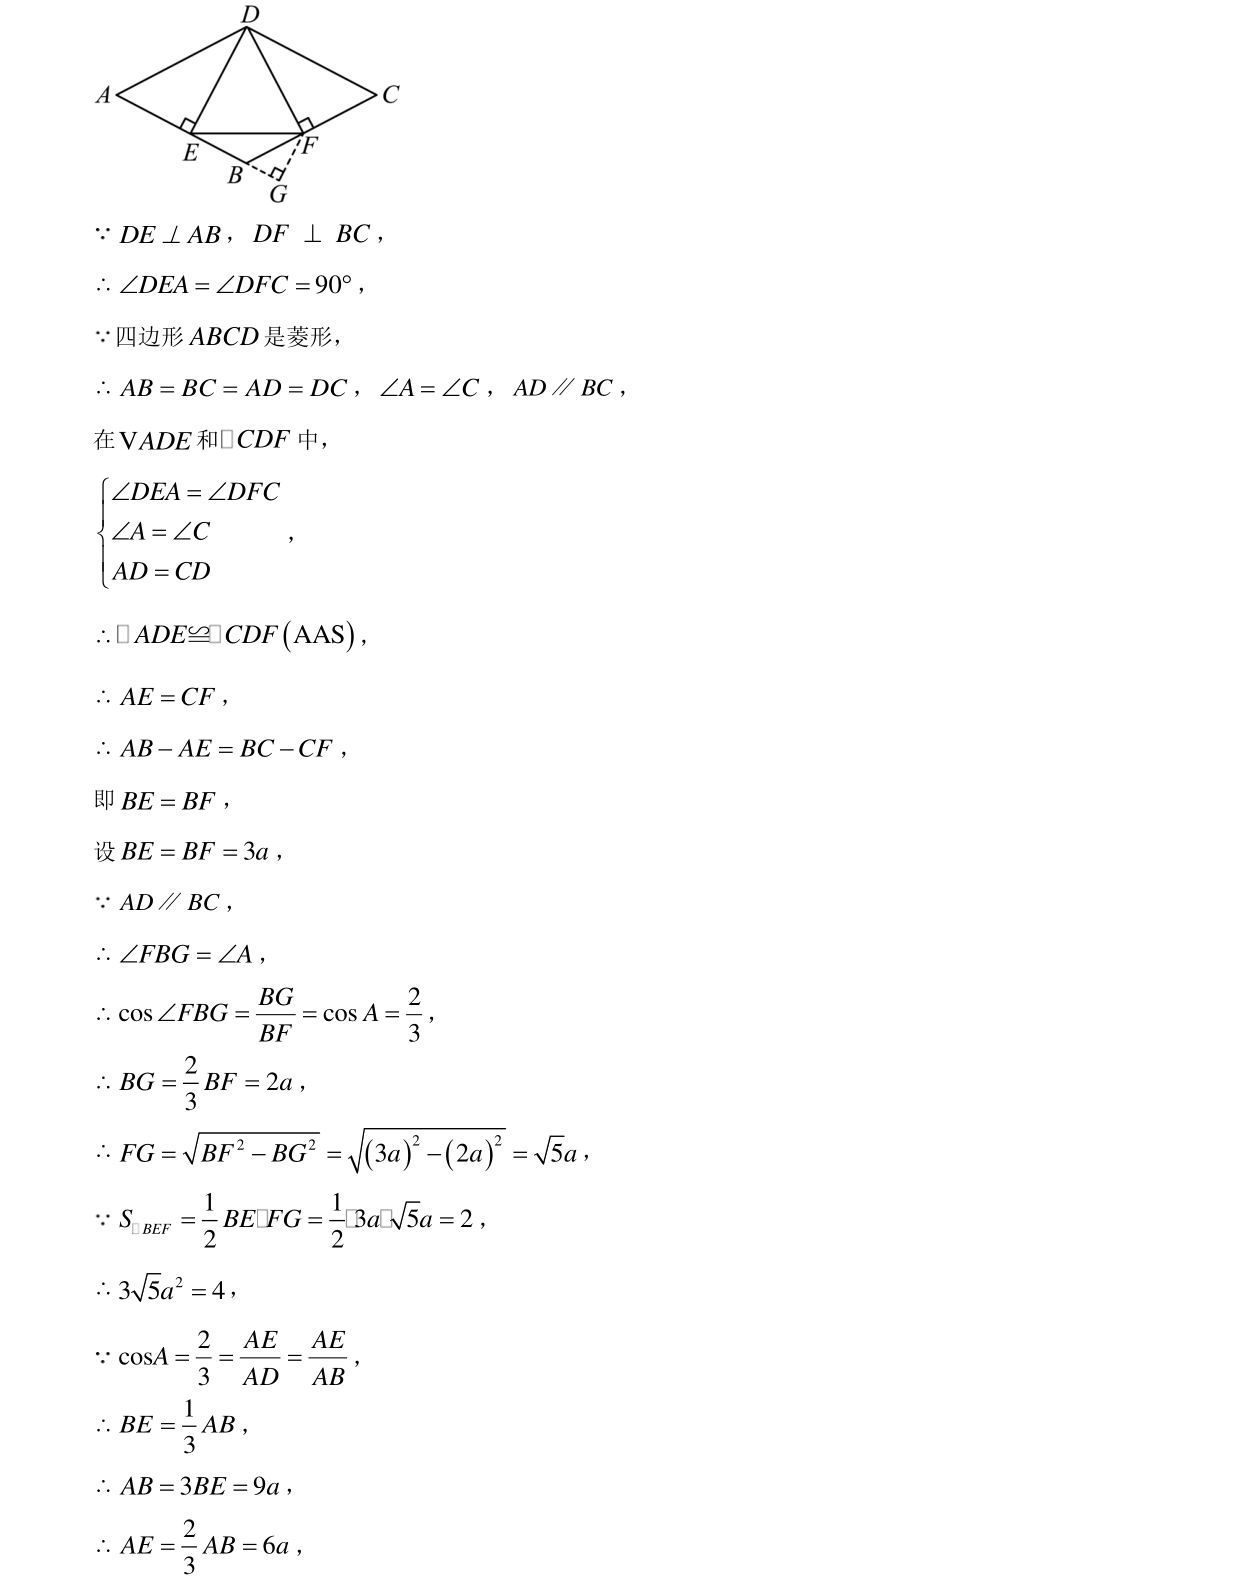 D
A
C
E
F
B
G
∵ DE ⊥ AB，DF ⊥ BC，
∴ ∠DEA = ∠DFC = 90°，
∵四边形 ABCD 是菱形，
∴ AB = BC = AD = DC，∠A = ∠C，AD ∥ BC，
在 VADE 和□CDF 中，
∠DEA = ∠DFC
∠A = ∠C ，
AD = CD
∴□ADE≌□CDF(AAS)，
∴ AE = CF，
∴ AB − AE = BC − CF，
即 BE = BF，
设 BE = BF = 3a，
∵ AD ∥ BC，
∴ ∠FBG = ∠A，
∴ cos∠FBG = BG/BF = cos A = 2/3，
∴ BG = 2/3 BF = 2a，
∴ FG = √(BF² − BG²) = √((3a)² − (2a)²) = √5a，
∵ S□BEF = 1/2 BE□FG = 1/2□3a□√5a = 2，
∴ 3√5a² = 4，
∵ cosA = 2/3 = AE/AD = AE/AB，
∴ BE = 1/3 AB，
∴ AB = 3BE = 9a，
∴ AE = 2/3 AB = 6a，